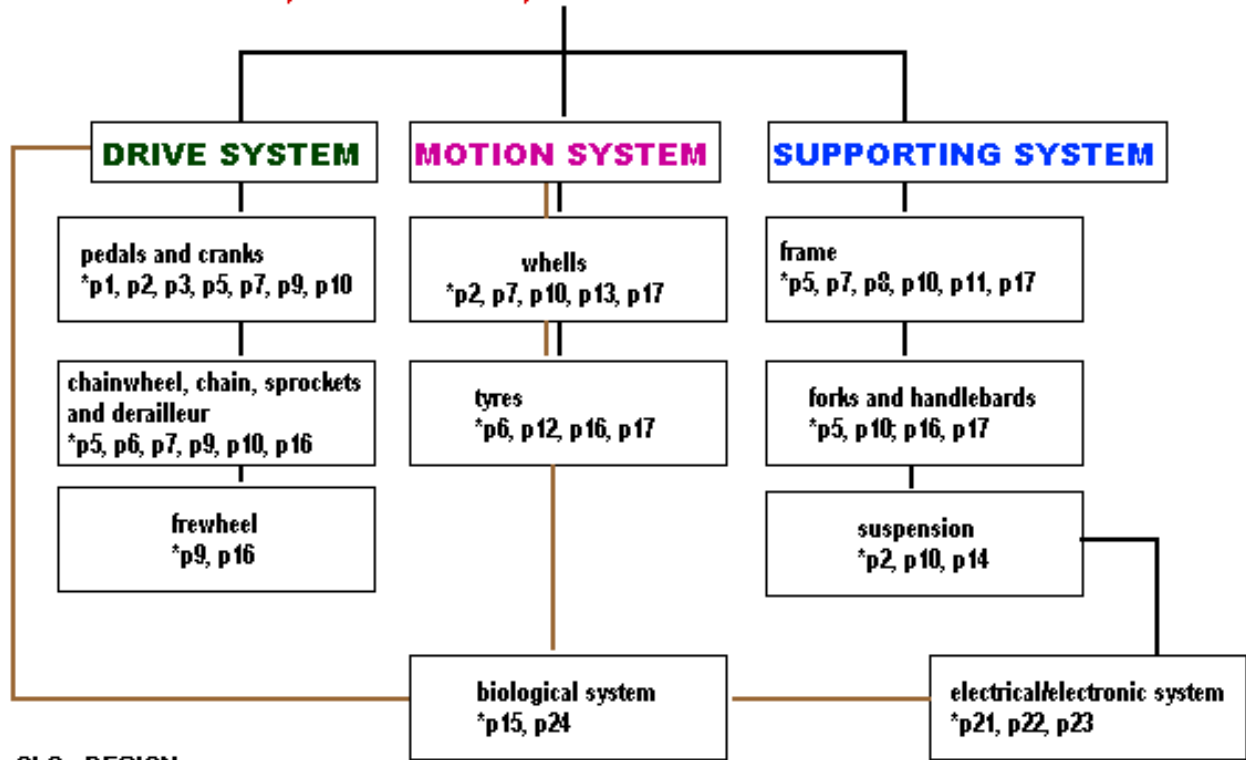 DRIVE SYSTEM
MOTION SYSTEM
SUPPORTING SYSTEM
pedals and cranks
*p1, p2, p3, p5, p7, p9, p10
whells
*p2, p7, p10, p13, p17
frame
*p5, p7, p8, p10, p11, p17
chainwheel, chain, sprockets
and derailleur
*p5, p6, p7, p9, p10, p16
tyres
*p6, p12, p16, p17
forks and handlebards
*p5, p10; p16, p17
frewheel
*p9, p16
suspension
*p2, p10, p14
biological system
*p15, p24
electrical/electronic system
*p21, p22, p23